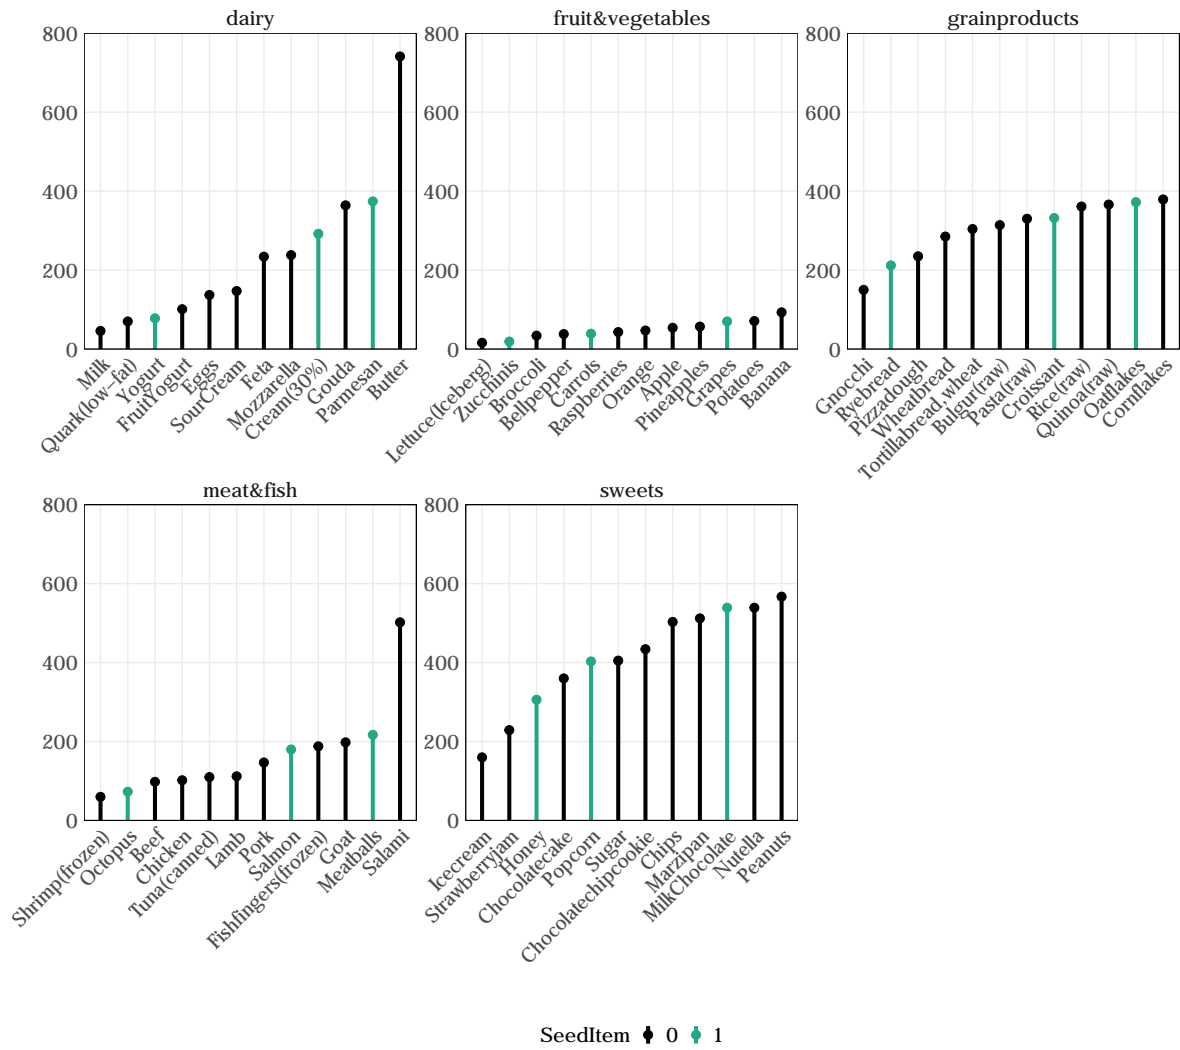 dairy
fruit&vegetables
grainproducts
800
600
400
200
0
800
600
400
200
0
800
600
400
200
0
Milk
Quark(low-fat)
Yogurt
FruitYogurt
Eggs
SourCream
Feta
Mozzarella
Cream(30%)
Gouda
Parmesan
Butter
Lettuce(Iceberg)
Zucchinis
Broccoli
Bellpepper
Carrots
Raspberries
Orange
Apple
Pineapples
Grapes
Potatoes
Banana
Gnocchi
Ryebread
Pizzadough
Wheatbread
Tortillabread wheat
Bulgur(raw)
Pasta(raw)
Croissant
Rice(raw)
Quinoa(raw)
Oatflakes
Cornflakes
meat&fish
sweets
800
600
400
200
0
800
600
400
200
0
Shrimp(frozen)
Octopus
Beef
Chicken
Tuna(canned)
Lamb
Pork
Salmon
Fishfingers(frozen)
Goat
Meatballs
Salami
Icecream
Strawberryjam
Honey
Chocolatecake
Popcorn
Sugar
Chocolatechipcookie
Chips
Marzipan
MilkChocolate
Nutella
Peanuts
SeedItem 0 1